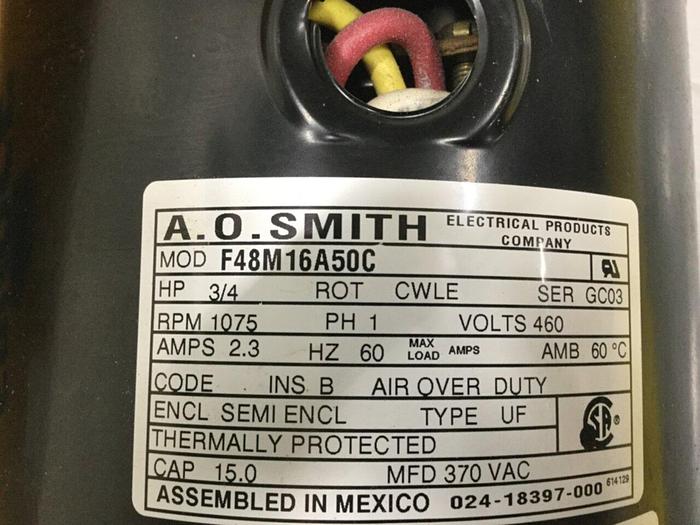 A.O.SMITH ELECTRICAL PRODUCTS COMPANY
MOD F48M16A50C
HP 3/4 ROT CWLE SER GC03
RPM 1075 PH 1 VOLTS 460
AMPS 2.3 HZ 60 MAX LOAD AMPS AMB 60 °C
CODE INS B AIR OVER DUTY
ENCL SEMI ENCL TYPE UF
THERMALLY PROTECTED
CAP 15.0 MFD 370 VAC
ASSEMBLED IN MEXICO 024-18397-000 614129